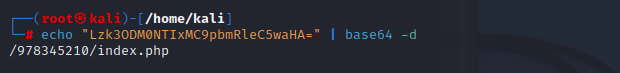 ┌──(root㉿kali)-[/home/kali]
└─# echo "Lzk3ODM0NTIxMC9pbmRleC5waHA=" | base64 -d
/978345210/index.php